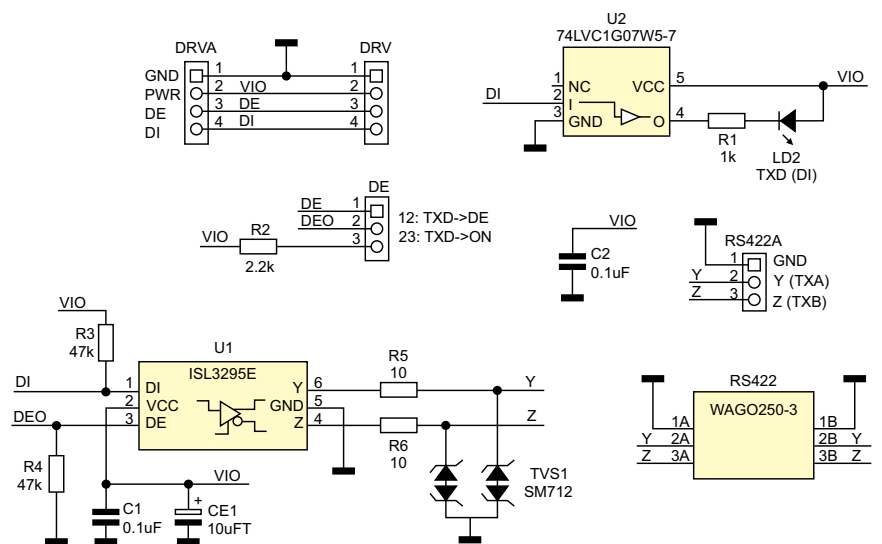 DRVA
DRV
GND 1 1
PWR 2 VIO 2
DE 3 DE 3
DI 4 DI 4
U2
74LVC1G07W5-7
1 NC VCC 5 VIO
DI 2 I
3 GND O 4
R1
1k
LD2
TXD (DI)
DE
DE 1
DEO 2
3
12: TXD->DE
23: TXD->ON
VIO R2
2.2k
VIO
C2
0.1uF
RS422A
1 GND
Y 2 Y (TXA)
Z 3 Z (TXB)
VIO
R3
47k
U1
ISL3295E
DI 1 DI Y 6
2 VCC GND 5
DEO 3 DE Z 4
R5
10
Y
Z
R6
10
R4
47k
VIO
C1
0.1uF
+
CE1
10uFT
TVS1
SM712
RS422
WAGO250-3
1A 1B
Y 2A 2B Y
Z 3A 3B Z